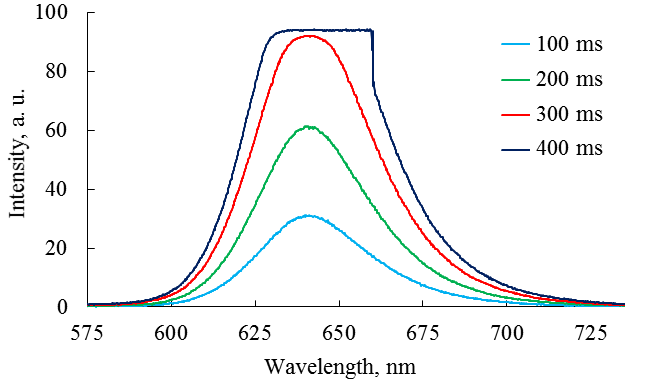 100
80
60
40
20
0
Intensity, a. u.
100 ms
200 ms
300 ms
400 ms
575 600 625 650 675 700 725
Wavelength, nm